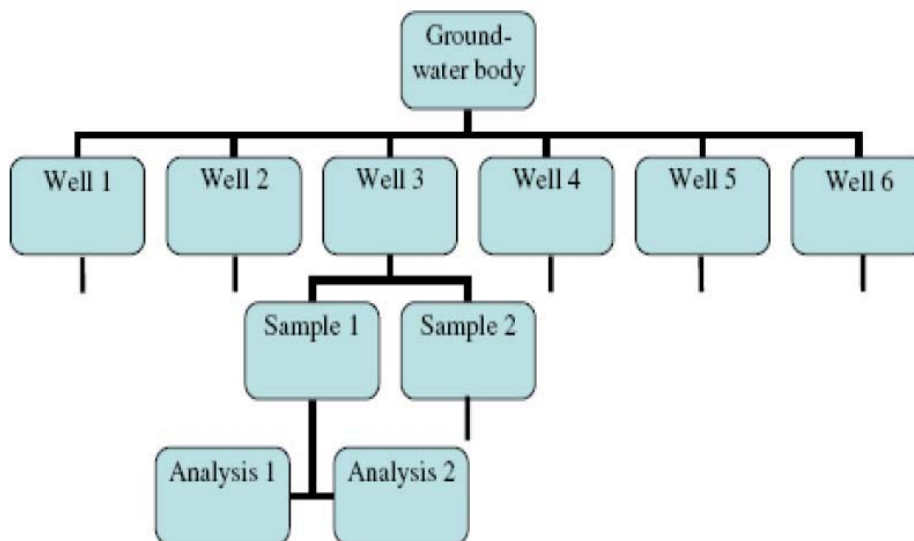 Ground-
water body
Well 1
Well 2
Well 3
Well 4
Well 5
Well 6
Sample 1
Sample 2
Analysis 1
Analysis 2